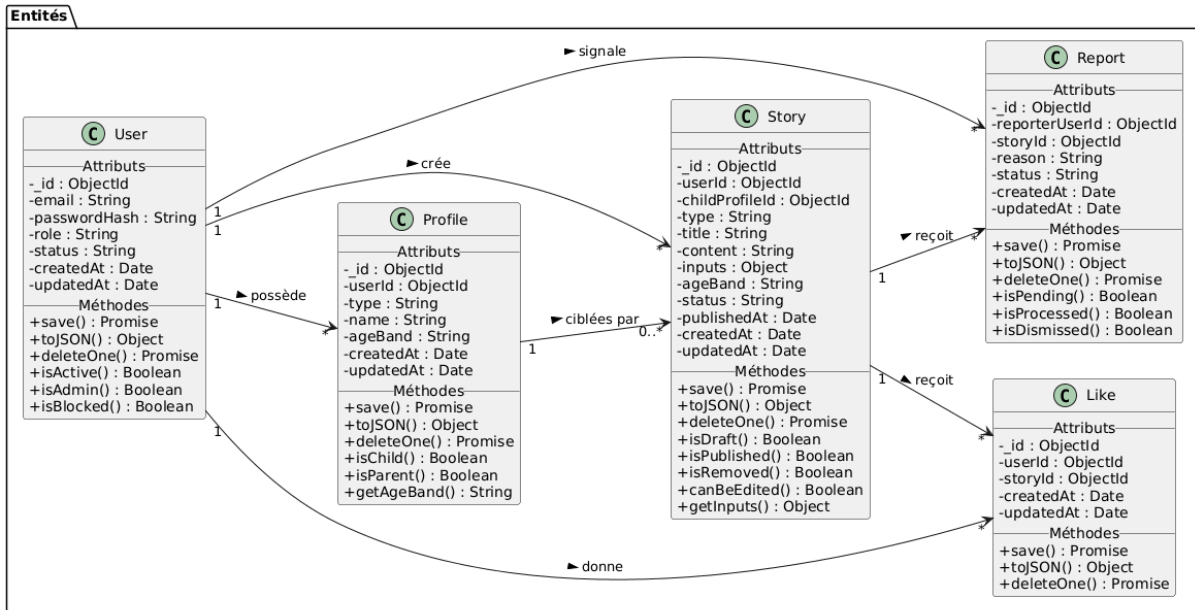 Entités
signale
crée
possède
ciblées par
reçoit
reçoit
donne
C User
Attributs
-_id : ObjectId
-email : String
-passwordHash : String
-role : String
-status : String
-createdAt : Date
-updatedAt : Date
Méthodes
+save() : Promise
+toJSON() : Object
+deleteOne() : Promise
+isActive() : Boolean
+isAdmin() : Boolean
+isBlocked() : Boolean
1
1
1
1
C Profile
Attributs
-_id : ObjectId
-userId : ObjectId
-type : String
-name : String
-ageBand : String
-createdAt : Date
-updatedAt : Date
Méthodes
+save() : Promise
+toJSON() : Object
+deleteOne() : Promise
+isChild() : Boolean
+isParent() : Boolean
+getAgeBand() : String
*
1
C Story
Attributs
-_id : ObjectId
-userId : ObjectId
-childProfileId : ObjectId
-type : String
-title : String
-content : String
-inputs : Object
-ageBand : String
-status : String
-publishedAt : Date
-createdAt : Date
-updatedAt : Date
Méthodes
+save() : Promise
+toJSON() : Object
+deleteOne() : Promise
+isDraft() : Boolean
+isPublished() : Boolean
+isRemoved() : Boolean
+canBeEdited() : Boolean
+getInputs() : Object
*
0..*
1
1
C Report
Attributs
-_id : ObjectId
-reporterUserId : ObjectId
-storyId : ObjectId
-reason : String
-status : String
-createdAt : Date
-updatedAt : Date
Méthodes
+save() : Promise
+toJSON() : Object
+deleteOne() : Promise
+isPending() : Boolean
+isProcessed() : Boolean
+isDismissed() : Boolean
*
*
C Like
Attributs
-_id : ObjectId
-userId : ObjectId
-storyId : ObjectId
-createdAt : Date
-updatedAt : Date
Méthodes
+save() : Promise
+toJSON() : Object
+deleteOne() : Promise
*
*